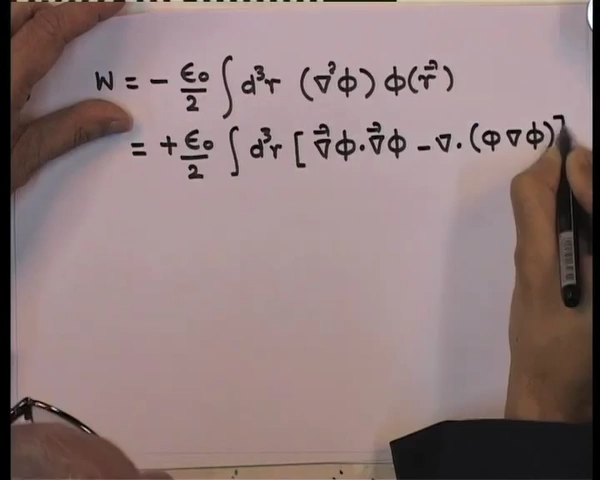 W = - ε₀/2 ∫ d³r (∇²φ) φ(r⃗)
= + ε₀/2 ∫ d³r [ ∇⃗φ · ∇⃗φ - ∇ · (φ∇φ) ]